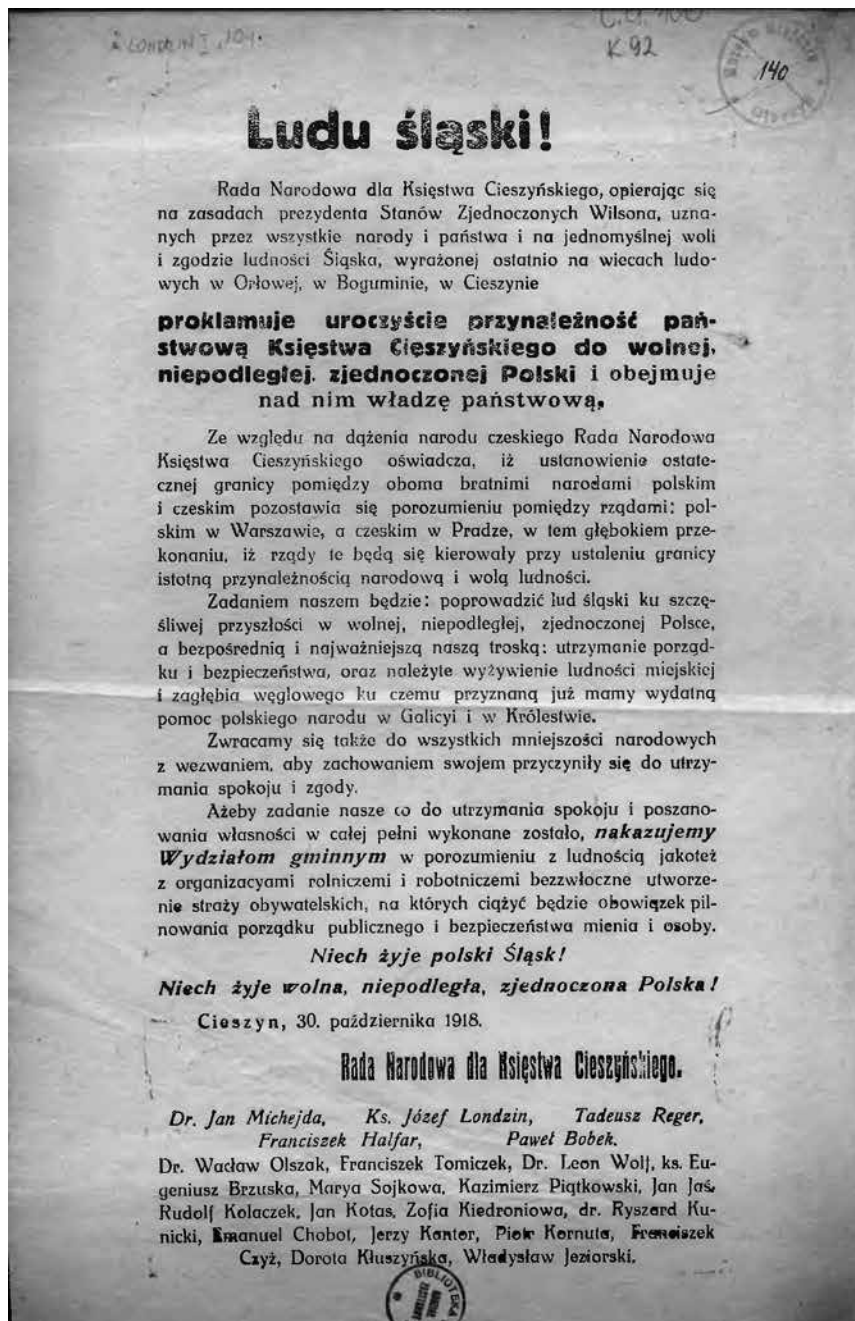 LONDZIN I, 101.
K 92
140
Ludu śląski!
Rada Narodowa dla Księstwa Cieszyńskiego, opierając się
na zasadach prezydenta Stanów Zjednoczonych Wilsona, uzna-
nych przez wszystkie narody i państwa i na jednomyślnej woli
i zgodzie ludności Śląska, wyrażonej ostatnio na wiecach ludo-
wych w Orłowej, w Boguminie, w Cieszynie
proklamuje uroczyście przynależność pań-
stwową Księstwa Cieszyńskiego do wolnej,
niepodległej, zjednoczonej Polski i obejmuje
nad nim władzę państwową.
Ze względu na dążenia narodu czeskiego Rada Narodowa
Księstwa Cieszyńskiego oświadcza, iż ustanowienie ostate-
cznej granicy pomiędzy oboma bratnimi narodami polskim
i czeskim pozostawia się porozumieniu pomiędzy rządami: pol-
skim w Warszawie, a czeskim w Pradze, w tem głębokiem prze-
konaniu, iż rządy te będą się kierowały przy ustaleniu granicy
istotną przynależnością narodową i wolą ludności.
Zadaniem naszem będzie: poprowadzić lud śląski ku szczę-
śliwej przyszłości w wolnej, niepodległej, zjednoczonej Polsce,
a bezpośrednią i najważniejszą naszą troską: utrzymanie porząd-
ku i bezpieczeństwa, oraz należyte wyżywienie ludności miejskiej
i zagłębia węglowego ku czemu przyznaną już mamy wydatną
pomoc polskiego narodu w Galicyi i w Królestwie.
Zwracamy się także do wszystkich mniejszości narodowych
z wezwaniem, aby zachowaniem swojem przyczyniły się do utrzy-
mania spokoju i zgody.
Ażeby zadanie nasze co do utrzymania spokoju i poszano-
wania własności w całej pełni wykonane zostało, nakazujemy
Wydziałom gminnym w porozumieniu z ludnością jakoteż
z organizacyami rolniczemi i robotniczemi bezzwłoczne utworze-
nie straży obywatelskich, na których ciążyć będzie obowiązek pil-
nowania porządku publicznego i bezpieczeństwa mienia i osoby.
Niech żyje polski Śląsk!
Niech żyje wolna, niepodległa, zjednoczona Polska!
Cieszyn, 30. października 1918.
Rada Narodowa dla Księstwa Cieszyńskiego.
Dr. Jan Michejda, Ks. Józef Londzin, Tadeusz Reger,
Franciszek Halfar, Paweł Bobek.
Dr. Wacław Olszak, Franciszek Tomiczek, Dr. Leon Wolf, ks. Eu-
geniusz Brzuska, Marya Sojkowa, Kazimierz Piątkowski, Jan Jaś,
Rudolf Kolaczek, Jan Kotas, Zofia Kiedroniowa, dr. Ryszard Ku-
nicki, Emanuel Chobot, Jerzy Kantor, Piotr Kornuta, Franciszek
Czyż, Dorota Kłuszyńska, Władysław Jeziorski.
BIBLIOTEKA